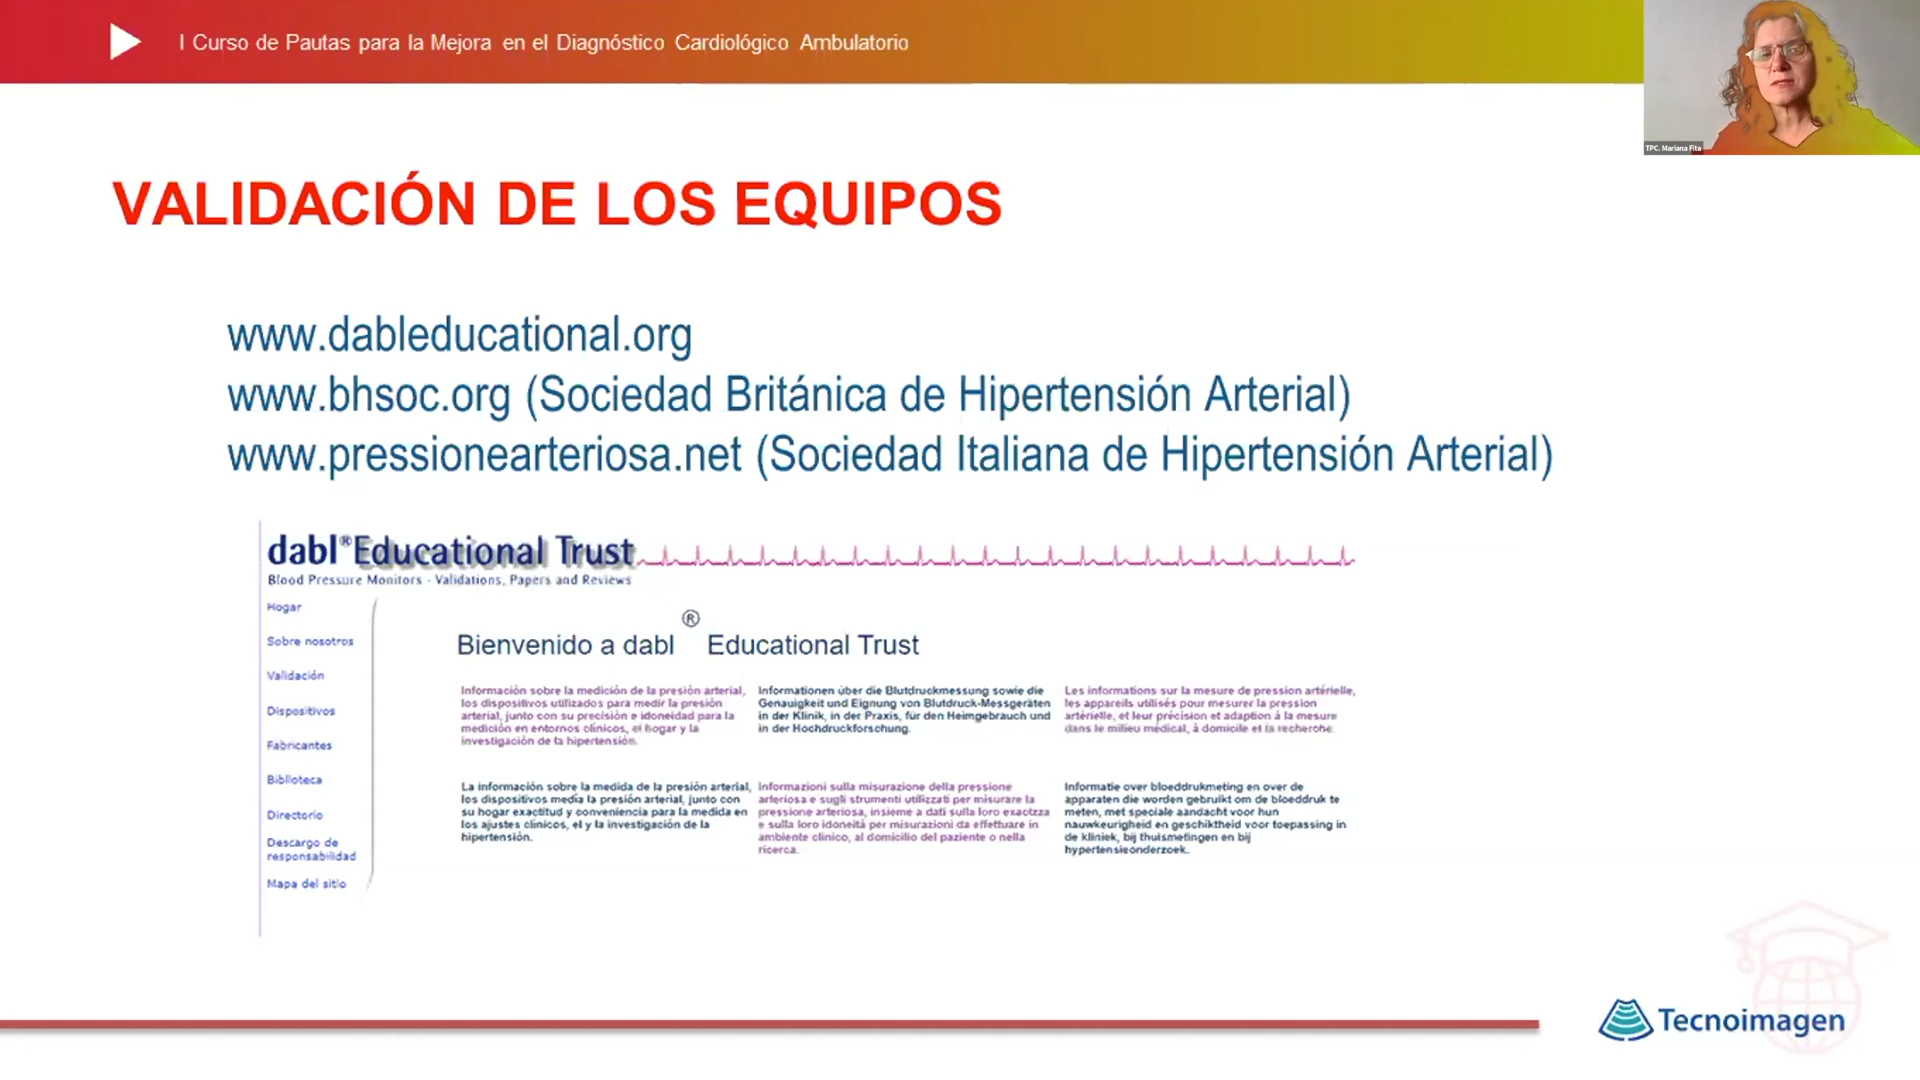 I Curso de Pautas para la Mejora en el Diagnóstico Cardiológico Ambulatorio
TPC. Mariana Fita
VALIDACIÓN DE LOS EQUIPOS
www.dableducational.org
www.bhsoc.org (Sociedad Británica de Hipertensión Arterial)
www.pressionearteriosa.net (Sociedad Italiana de Hipertensión Arterial)
dabl®Educational Trust
Blood Pressure Monitors - Validations, Papers and Reviews
Hogar
Sobre nosotros
Validación
Dispositivos
Fabricantes
Biblioteca
Directorio
Descargo de
responsabilidad
Mapa del sitio
Bienvenido a dabl ® Educational Trust
Información sobre la medición de la presión arterial,
los dispositivos utilizados para medir la presión
arterial, junto con su precisión e idoneidad para la
medición en entornos clínicos, el hogar y la
investigación de la hipertensión.
Informationen über die Blutdruckmessung sowie die
Genauigkeit und Eignung von Blutdruck-Messgeräten
in der Klinik, in der Praxis, für den Heimgebrauch und
in der Hochdruckforschung.
Les informations sur la mesure de pression artérielle,
les appareils utilisés pour mesurer la pression
artérielle, et leur précision et adaption à la mesure
dans le milieu médical, à domicile et la recherche.
La información sobre la medida de la presión arterial,
los dispositivos media la presión arterial, junto con
su hogar exactitud y conveniencia para la medida en
los ajustes clínicos, el y la investigación de la
hipertensión.
Informazioni sulla misurazione della pressione
arteriosa e sugli strumenti utilizzati per misurare la
pressione arteriosa, insieme a dati sulla loro exactzza
e sulla loro idoneità per misurazioni da effettuare in
ambiente clinico, al domicilio del paziente o nella
ricerca.
Informatie over bloeddrukmeting en over de
apparaten die worden gebruikt om de bloeddruk te
meten, met speciale aandacht voor hun
nauwkeurigheid en geschiktheid voor toepassing in
de kliniek, bij thuismetingen en bij
hypertensieonderzoek.
Tecnoimagen